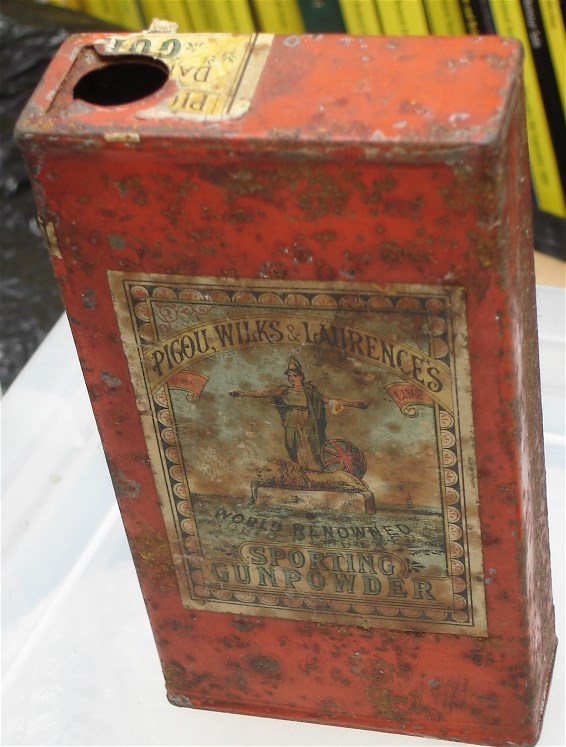 PIGOU, WILKS & LAURENCE'S
WORLD RENOWNED
SPORTING
GUNPOWDER